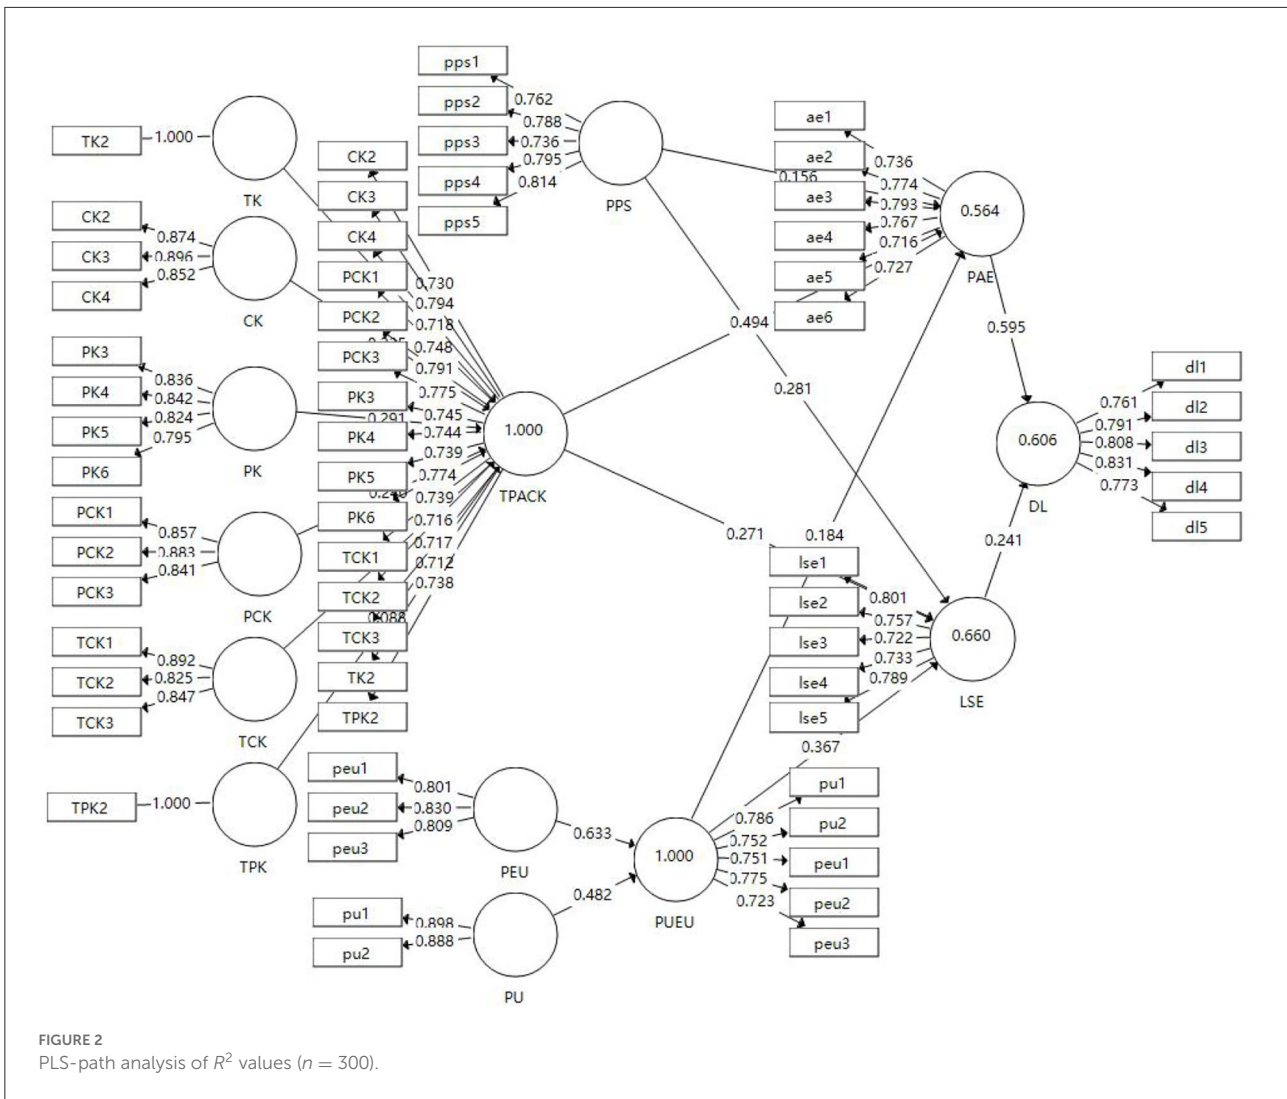 pps1
pps2
pps3
pps4
pps5
0.762
0.788
0.736
0.795
0.814
PPS
TK2
1.000
TK
CK2
CK3
CK4
0.874
0.896
0.852
CK
PK3
PK4
PK5
PK6
0.836
0.842
0.824
0.795
PK
PCK1
PCK2
PCK3
0.857
0.883
0.841
PCK
TCK1
TCK2
TCK3
0.892
0.825
0.847
TCK
TPK2
1.000
TPK
CK2
CK3
CK4
PCK1
PCK2
PCK3
PK3
PK4
PK5
PK6
TCK1
TCK2
TCK3
TK2
TPK2
0.730
0.794
0.718
0.748
0.791
0.775
0.745
0.291
0.744
0.739
0.774
0.739
0.716
0.717
0.712
0.738
0.088
1.000
TPACK
0.156
0.494
0.281
0.271
0.184
0.367
ae1
ae2
ae3
ae4
ae5
ae6
0.736
0.774
0.793
0.767
0.716
0.727
0.564
PAE
0.595
dl1
dl2
dl3
dl4
dl5
0.761
0.791
0.808
0.831
0.773
0.606
DL
0.241
lse1
lse2
lse3
lse4
lse5
0.801
0.757
0.722
0.733
0.789
0.660
LSE
peu1
peu2
peu3
0.801
0.830
0.809
PEU
0.633
pu1
pu2
0.898
0.888
PU
0.482
1.000
PUEU
0.786
0.752
0.751
0.775
0.723
pu1
pu2
peu1
peu2
peu3
FIGURE 2
PLS-path analysis of R² values (n = 300).